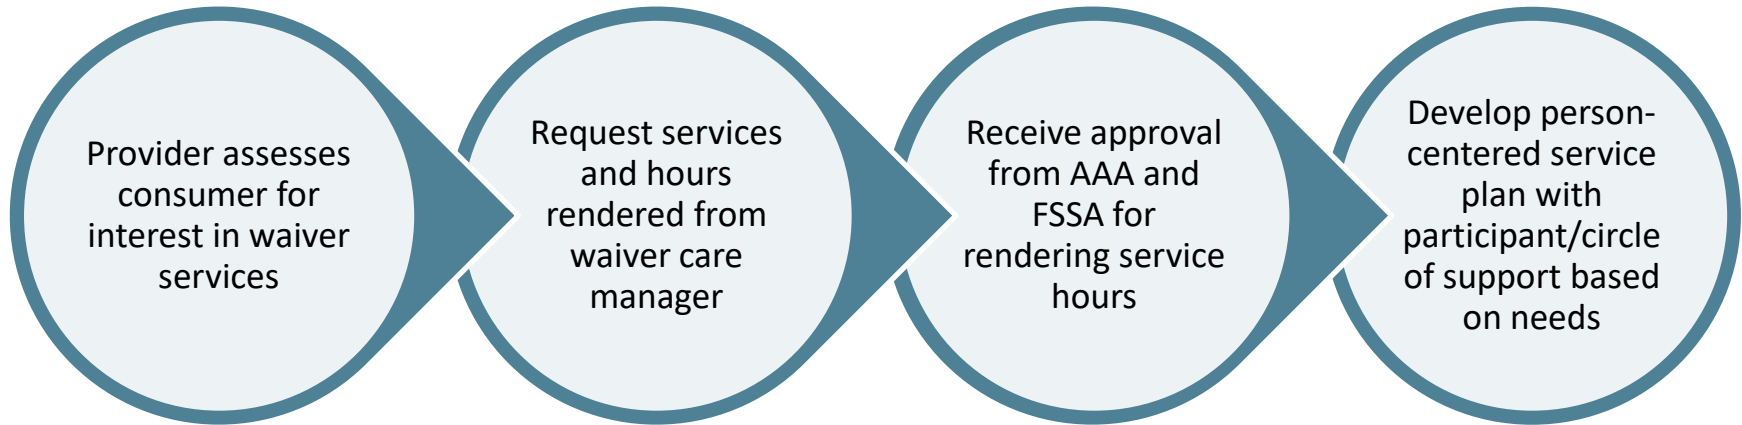 Provider assesses
consumer for
interest in waiver
services
Request services
and hours
rendered from
waiver care
manager
Receive approval
from AAA and
FSSA for
rendering service
hours
Develop person-
centered service
plan with
participant/circle
of support based
on needs